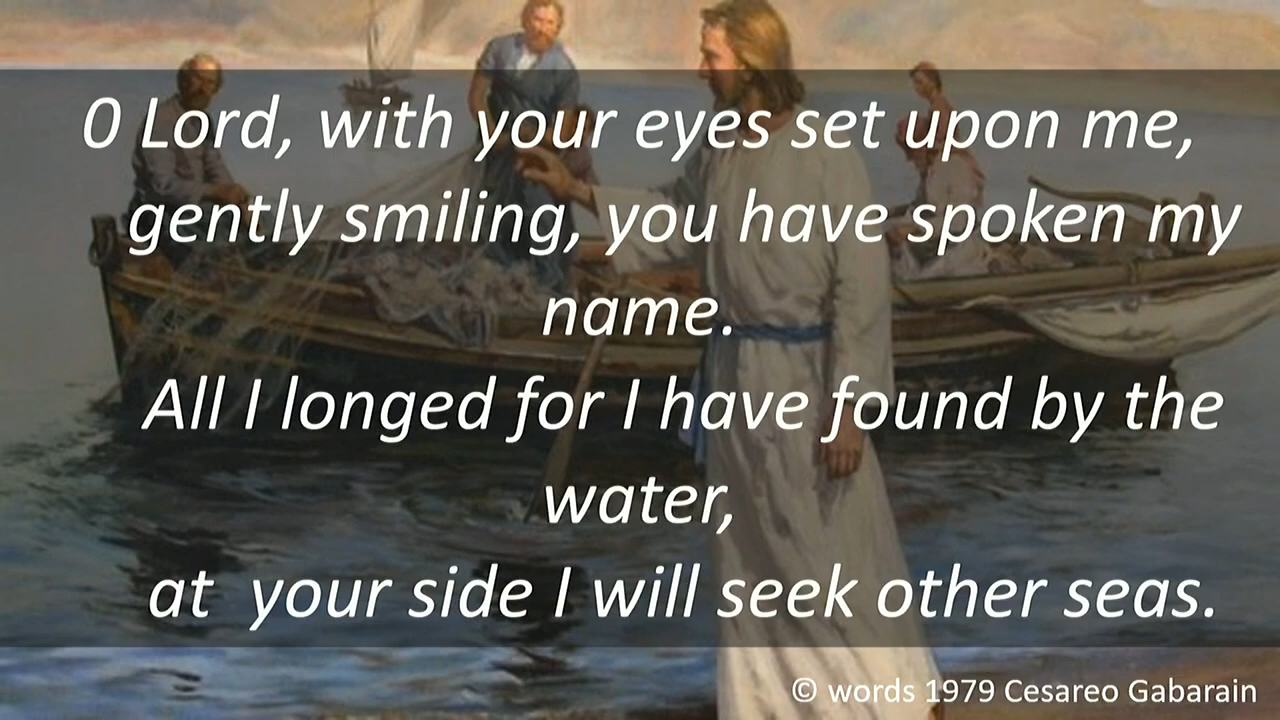 0 Lord, with your eyes set upon me,
gently smiling, you have spoken my
name.
All I longed for I have found by the
water,
at your side I will seek other seas.
© words 1979 Cesareo Gabarain